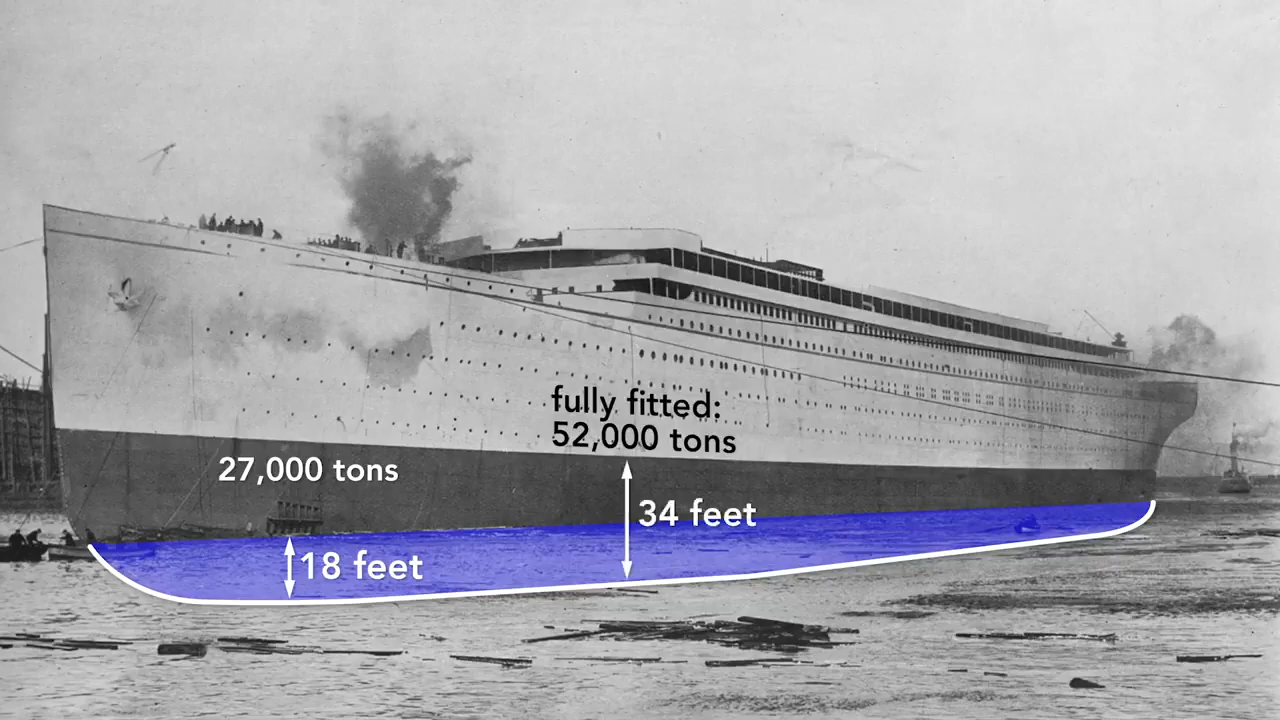 fully fitted:
52,000 tons
27,000 tons
34 feet
18 feet